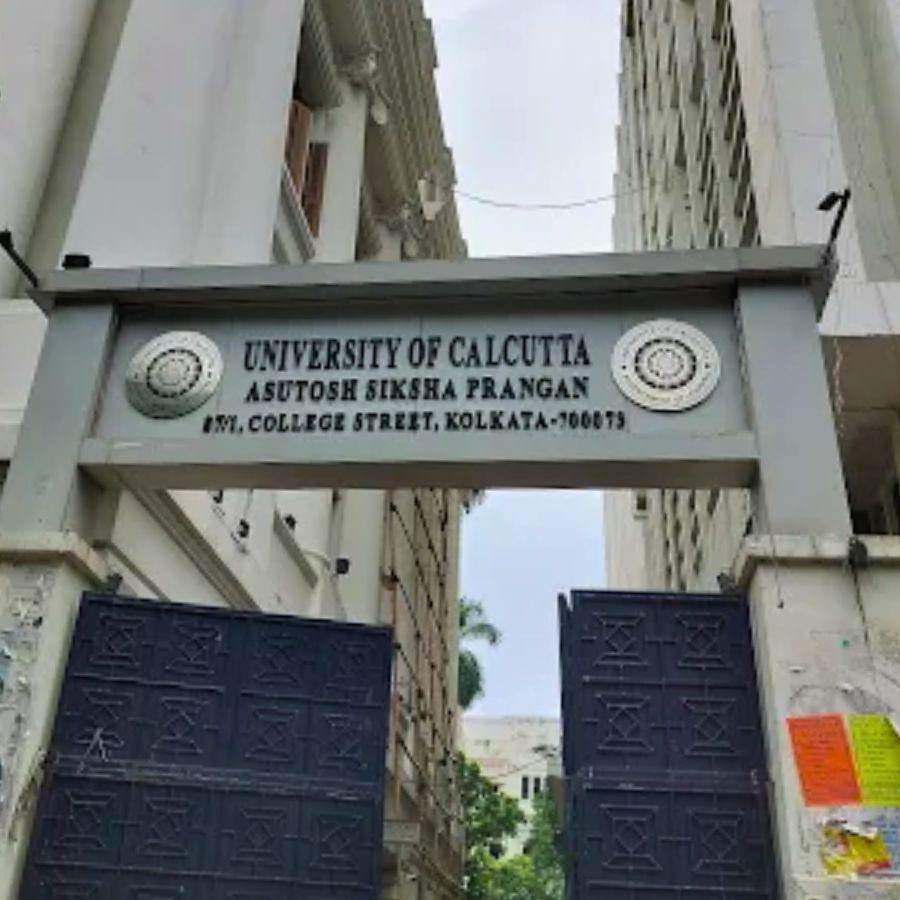 UNIVERSITY OF CALCUTTA
ASUTOSH SIKSHA PRANGAN
87/1, COLLEGE STREET, KOLKATA-700073